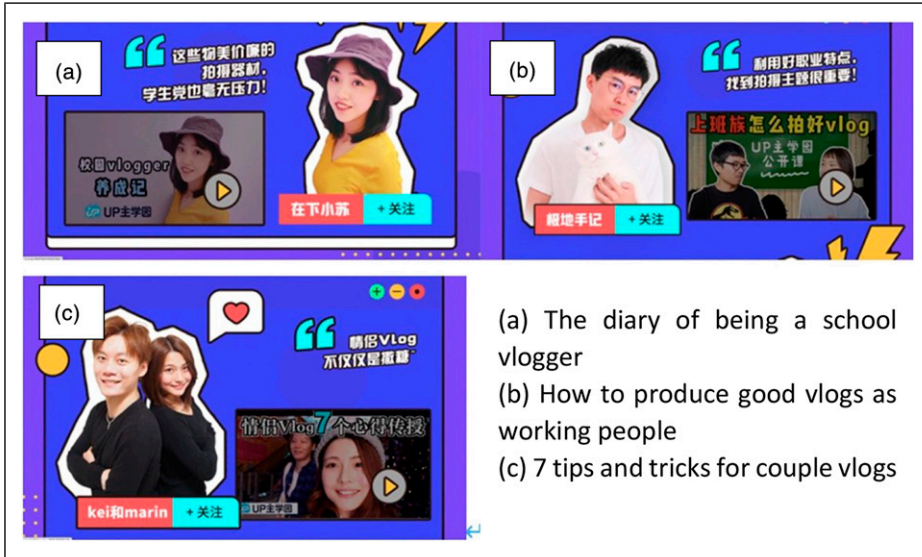 (a)
这些物美价廉的
拍摄器材，
学生党也毫无压力！
校园vlogger
养成记
UP主学园
在下小苏
+ 关注
(b)
利用好职业特点，
找到拍摄主题很重要！
上班族怎么拍好vlog
UP主学园
公开课
极地手记
+ 关注
(c)
情侣Vlog
不仅仅是撒糖~
情侣Vlog7个心得传授
UP主学园
kei和marin
+ 关注
(a) The diary of being a school
vlogger
(b) How to produce good vlogs as
working people
(c) 7 tips and tricks for couple vlogs